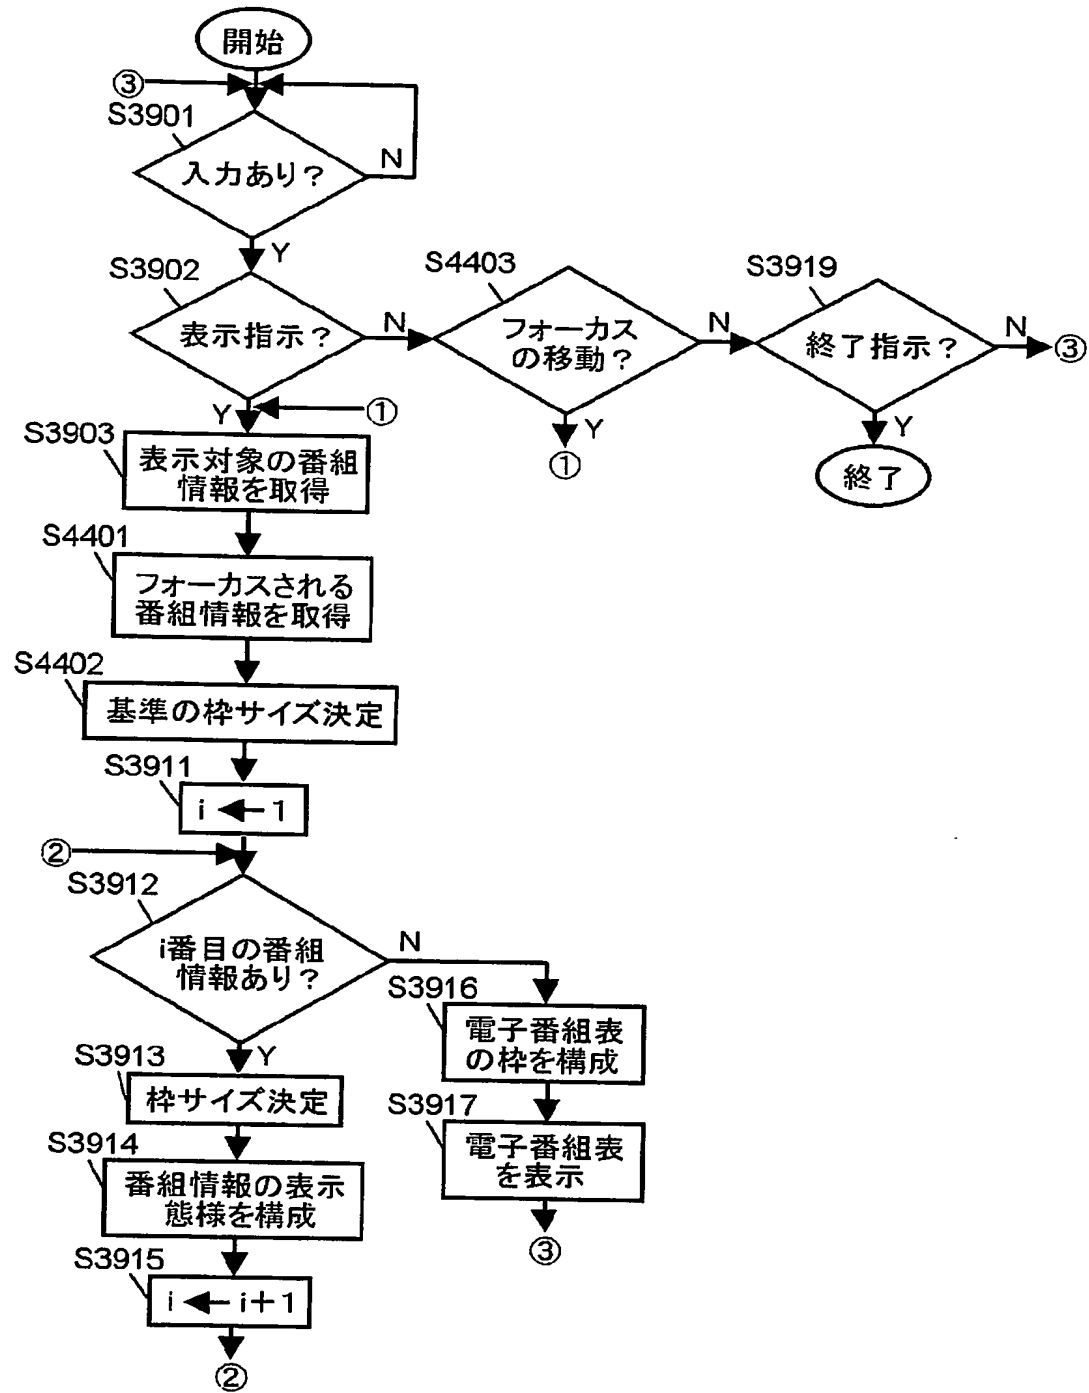 開始
③
S3901
入力あり？
N
Y
S3902
表示指示？
N
S4403
フォーカス
の移動？
N
S3919
終了指示？
N
③
Y
①
Y
①
Y
終了
S3903
表示対象の番組
情報を取得
S4401
フォーカスされる
番組情報を取得
S4402
基準の枠サイズ決定
S3911
i ← 1
②
S3912
i番目の番組
情報あり？
N
Y
S3916
電子番組表
の枠を構成
S3913
枠サイズ決定
S3917
電子番組表
を表示
③
S3914
番組情報の表示
態様を構成
S3915
i ← i＋1
②